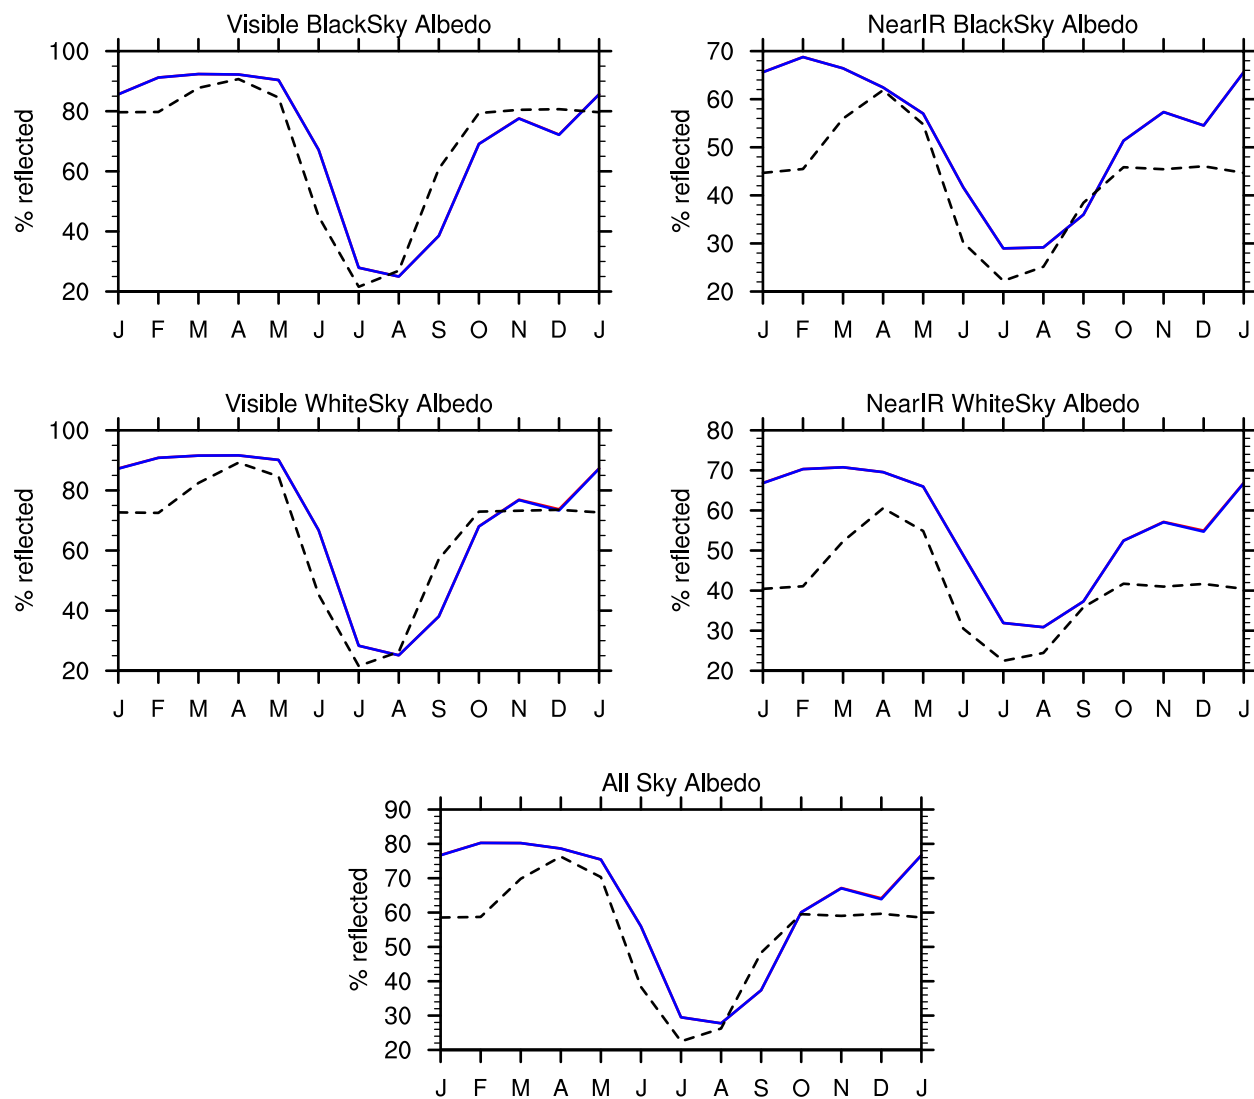 Visible BlackSky Albedo
100
80
60
40
20
% reflected
J F M A M J J A S O N D J
NearIR BlackSky Albedo
70
60
50
40
30
20
% reflected
J F M A M J J A S O N D J
Visible WhiteSky Albedo
100
80
60
40
20
% reflected
J F M A M J J A S O N D J
NearIR WhiteSky Albedo
80
70
60
50
40
30
20
% reflected
J F M A M J J A S O N D J
All Sky Albedo
90
80
70
60
50
40
30
20
% reflected
J F M A M J J A S O N D J